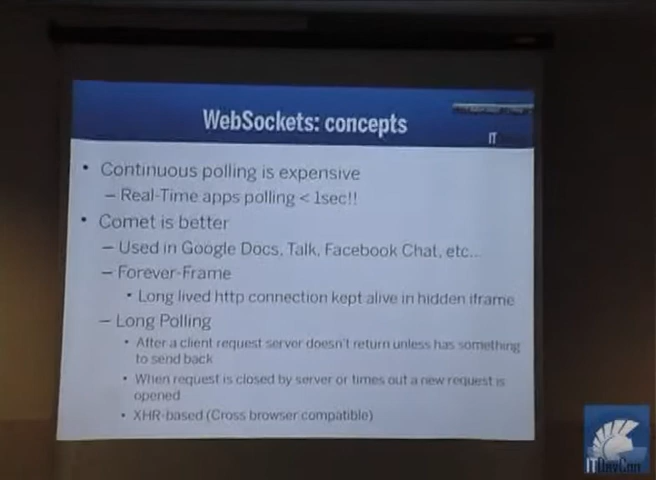 WebSockets: concepts
IT
• Continuous polling is expensive
– Real-Time apps polling < 1sec!!
• Comet is better
– Used in Google Docs, Talk, Facebook Chat, etc...
– Forever-Frame
• Long lived http connection kept alive in hidden iframe
– Long Polling
• After a client request server doesn't return unless has something
to send back
• When request is closed by server or times out a new request is
opened
• XHR-based (Cross browser compatible)
ITDevCon